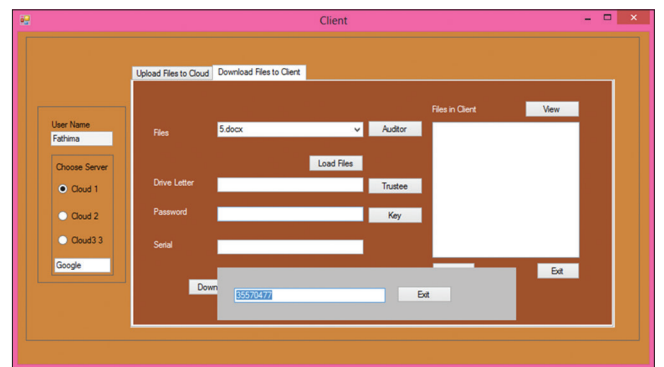 Client
Upload Files to Cloud
Download Files to Client
User Name
Fathima
Choose Server
Cloud 1
Cloud 2
Cloud3 3
Google
Files
5.docx
Auditor
Load Files
Drive Letter
Trustee
Password
Key
Serial
Down
35570477
Exit
Files in Client
View
Exit